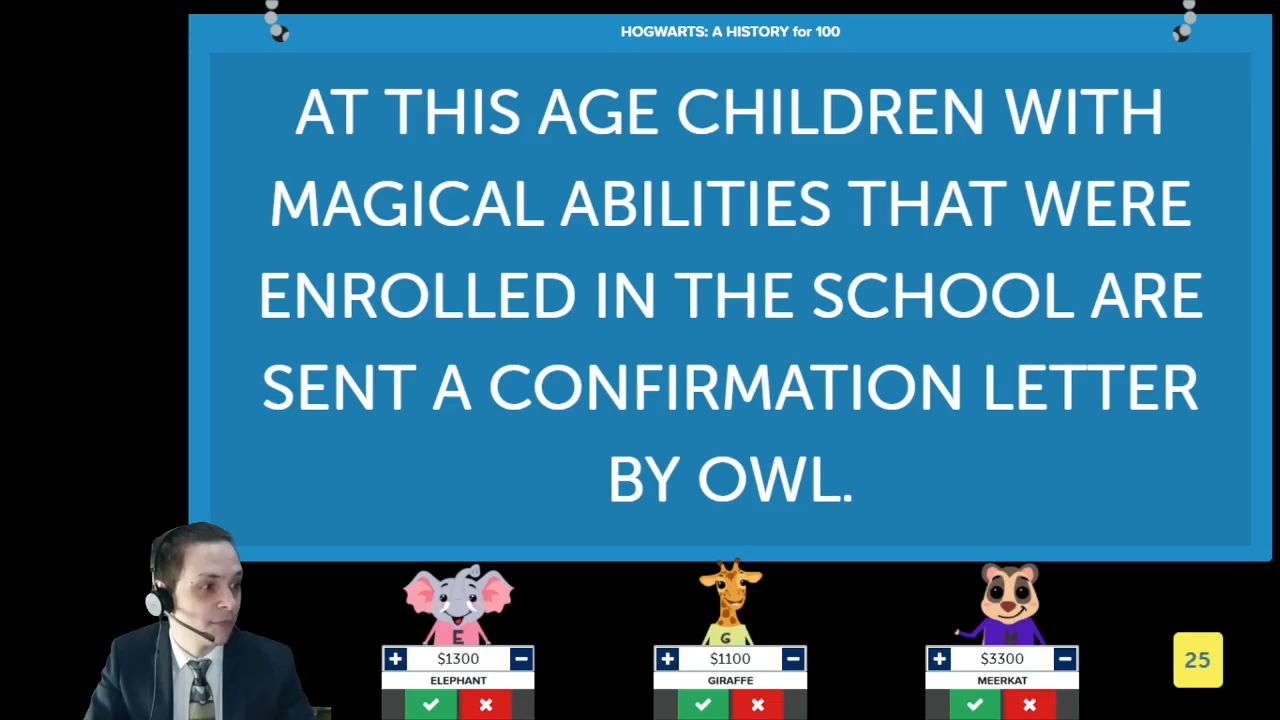 HOGWARTS: A HISTORY for 100
AT THIS AGE CHILDREN WITH
MAGICAL ABILITIES THAT WERE
ENROLLED IN THE SCHOOL ARE
SENT A CONFIRMATION LETTER
BY OWL.
E
G
M
$1300
$1100
$3300
25
ELEPHANT
GIRAFFE
MEERKAT